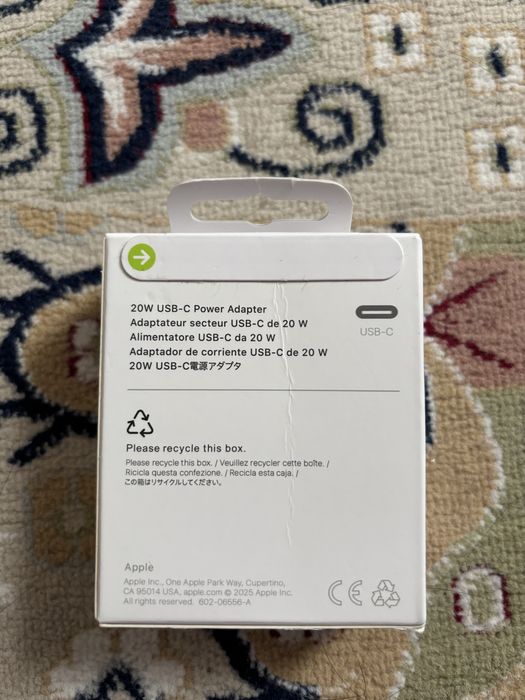 20W USB-C Power Adapter
Adaptateur secteur USB-C de 20 W
Alimentatore USB-C da 20 W
Adaptador de corriente USB-C de 20 W
20W USB-C電源アダプタ
USB-C
Please recycle this box.
Please recycle this box. / Veuillez recycler cette boîte. /
Ricicla questa confezione. / Recicla esta caja. /
この箱はリサイクルしてください。
Apple
Apple Inc., One Apple Park Way, Cupertino,
CA 95014 USA. apple.com © 2025 Apple Inc.
All rights reserved. 602-06556-A
CE